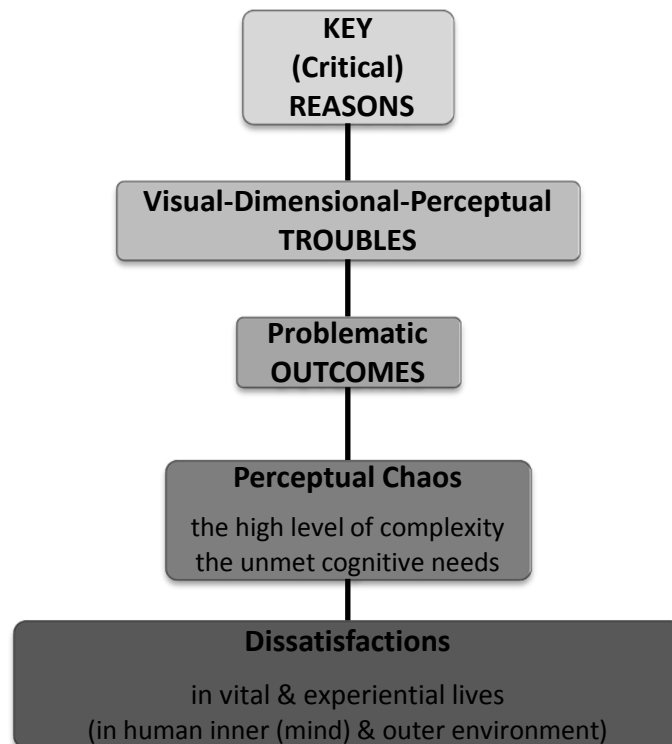 KEY
(Critical)
REASONS
Visual-Dimensional-Perceptual
TROUBLES
Problematic
OUTCOMES
Perceptual Chaos
the high level of complexity
the unmet cognitive needs
Dissatisfactions
in vital & experiential lives
(in human inner (mind) & outer environment)